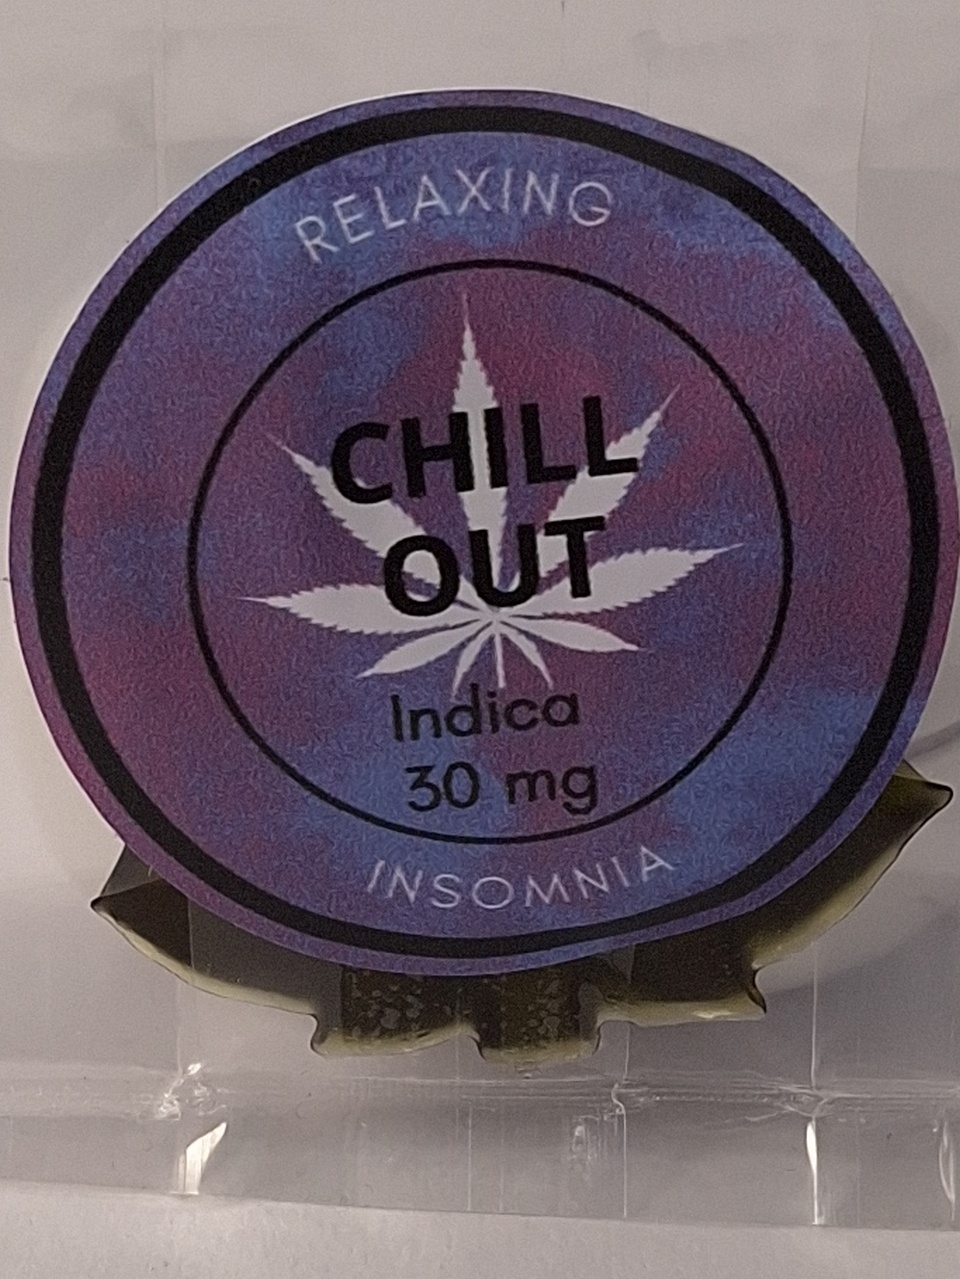 RELAXING
CHILL
OUT
Indica
30 mg
INSOMNIA